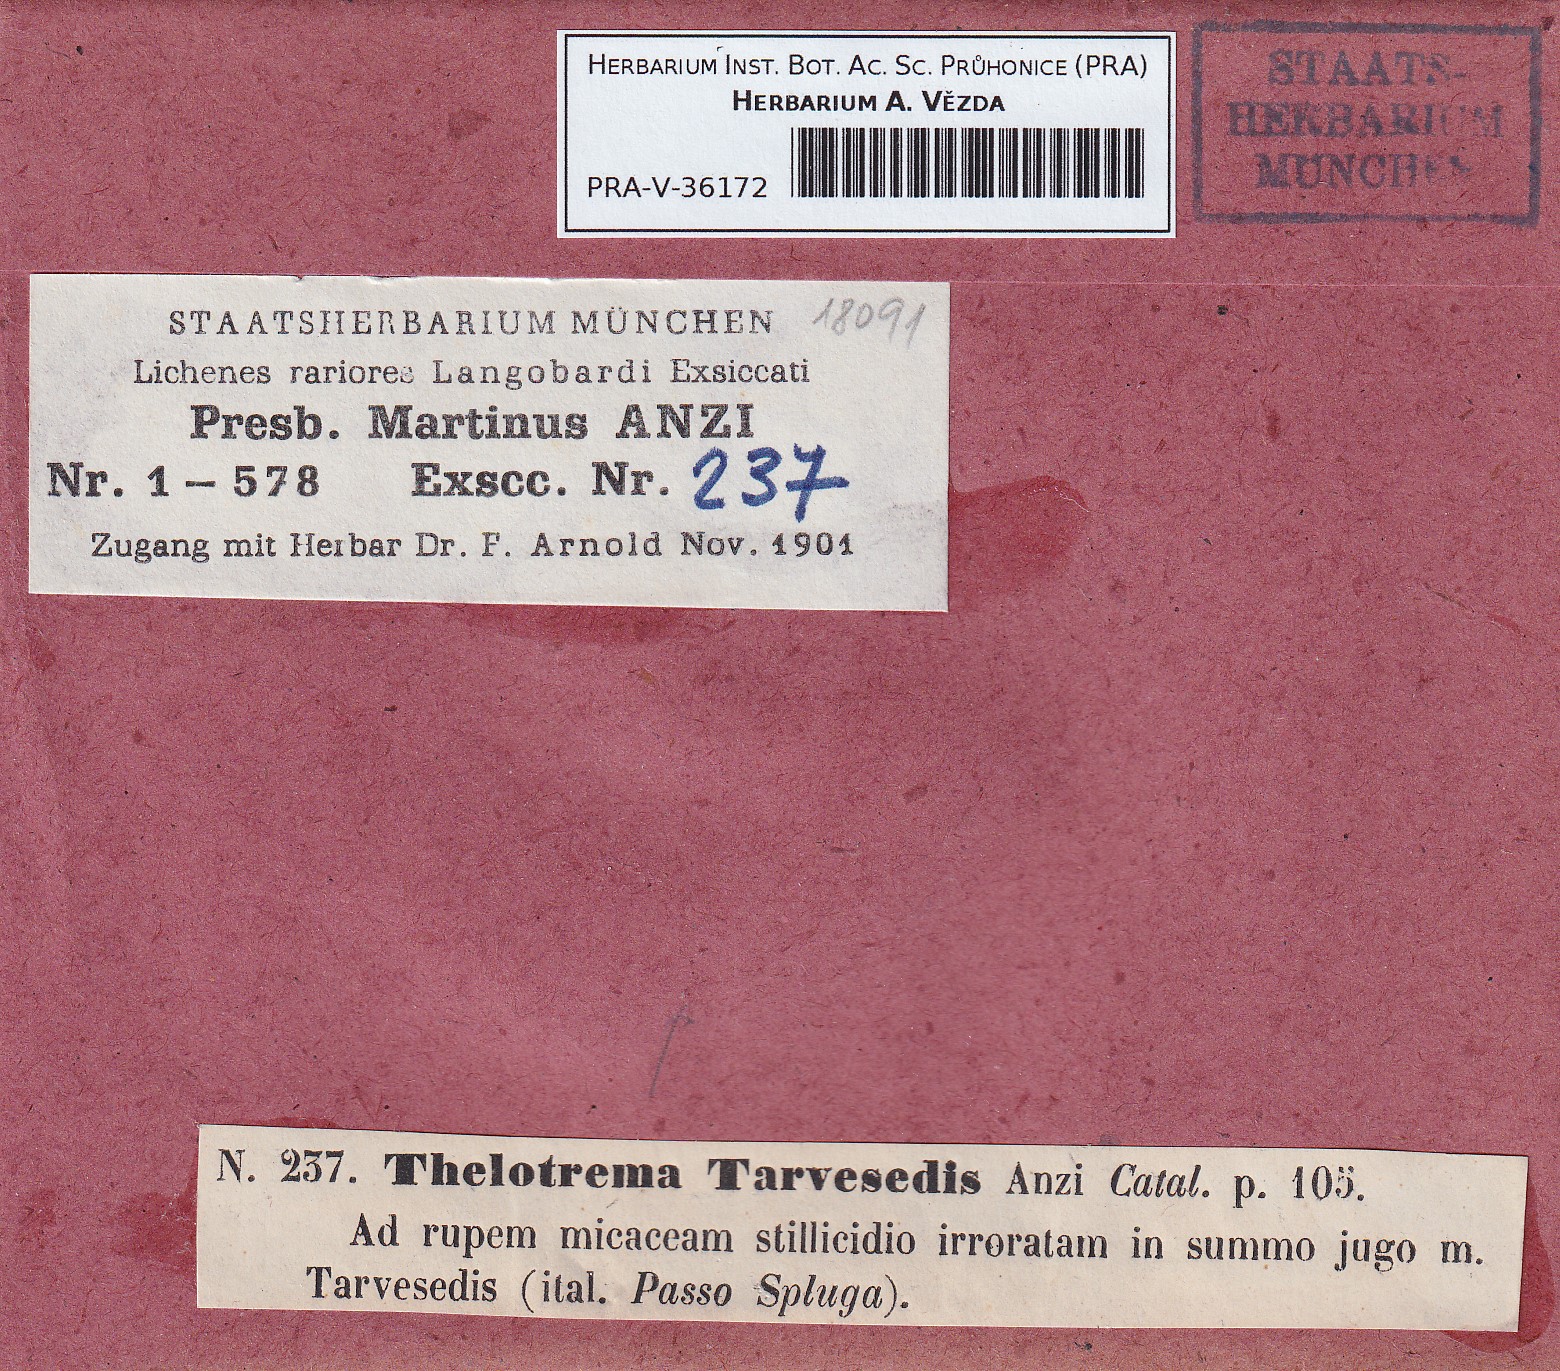 HERBARIUM INST. BOT. AC. SC. PRŮHONICE (PRA)
HERBARIUM A. VĚZDA
PRA-V-36172
STAATS-
HERBARIUM
MÜNCHEN
STAATSHERBARIUM MÜNCHEN 18091
Lichenes rariores Langobardi Exsiccati
Presb. Martinus ANZI
Nr. 1 – 578 Exscc. Nr. 237
Zugang mit Herbar Dr. F. Arnold Nov. 1901
N. 237. Thelotrema Tarvesedis Anzi Catal. p. 105.
Ad rupem micaceam stillicidio irroratam in summo jugo m.
Tarvesedis (ital. Passo Spluga).